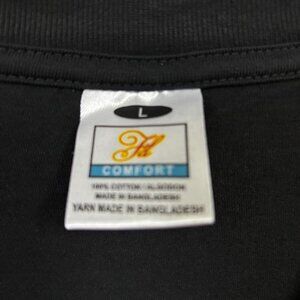 L
COMFORT
100% COTTON / ALGODON
MADE IN BANGLADESH
YARN MADE IN BANGLADESH